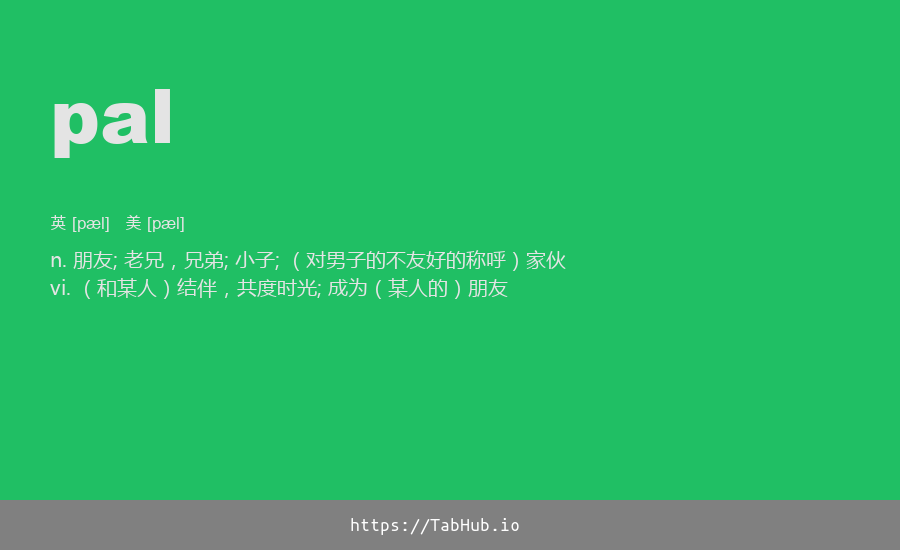 pal
英 [pæl] 美 [pæl]
n. 朋友; 老兄，兄弟; 小子; （对男子的不友好的称呼）家伙
vi. （和某人）结伴，共度时光; 成为（某人的）朋友
https://TabHub.io